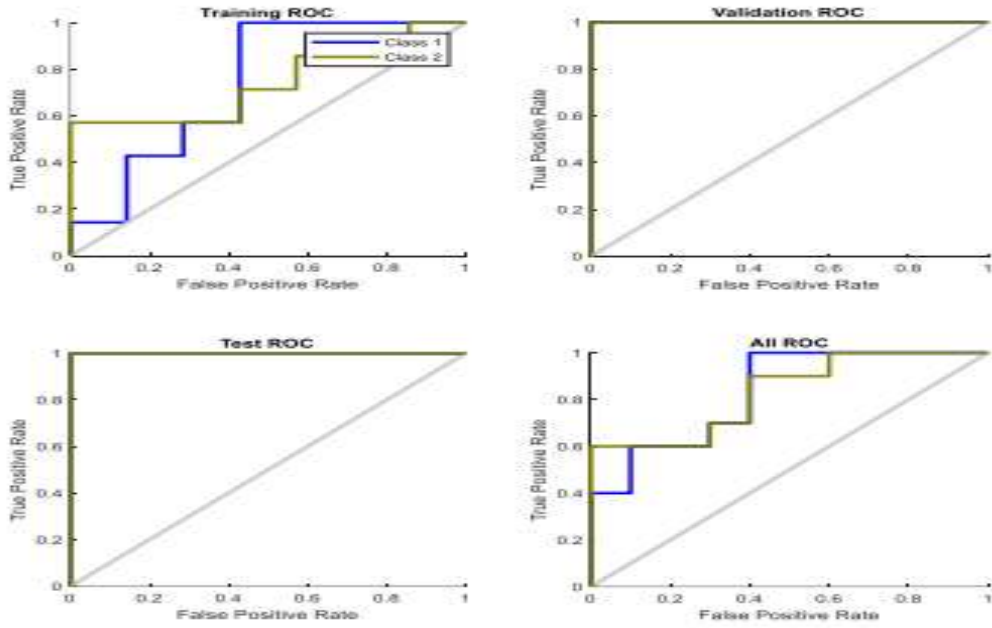 Training ROC
Class 1
Class 2
True Positive Rate
1
0.8
0.6
0.4
0.2
0
0 0.2 0.4 0.6 0.8 1
False Positive Rate
Validation ROC
True Positive Rate
1
0.8
0.6
0.4
0.2
0
0 0.2 0.4 0.6 0.8 1
False Positive Rate
Test ROC
True Positive Rate
1
0.8
0.6
0.4
0.2
0
0 0.2 0.4 0.6 0.8 1
False Positive Rate
All ROC
True Positive Rate
1
0.8
0.6
0.4
0.2
0
0 0.2 0.4 0.6 0.8 1
False Positive Rate